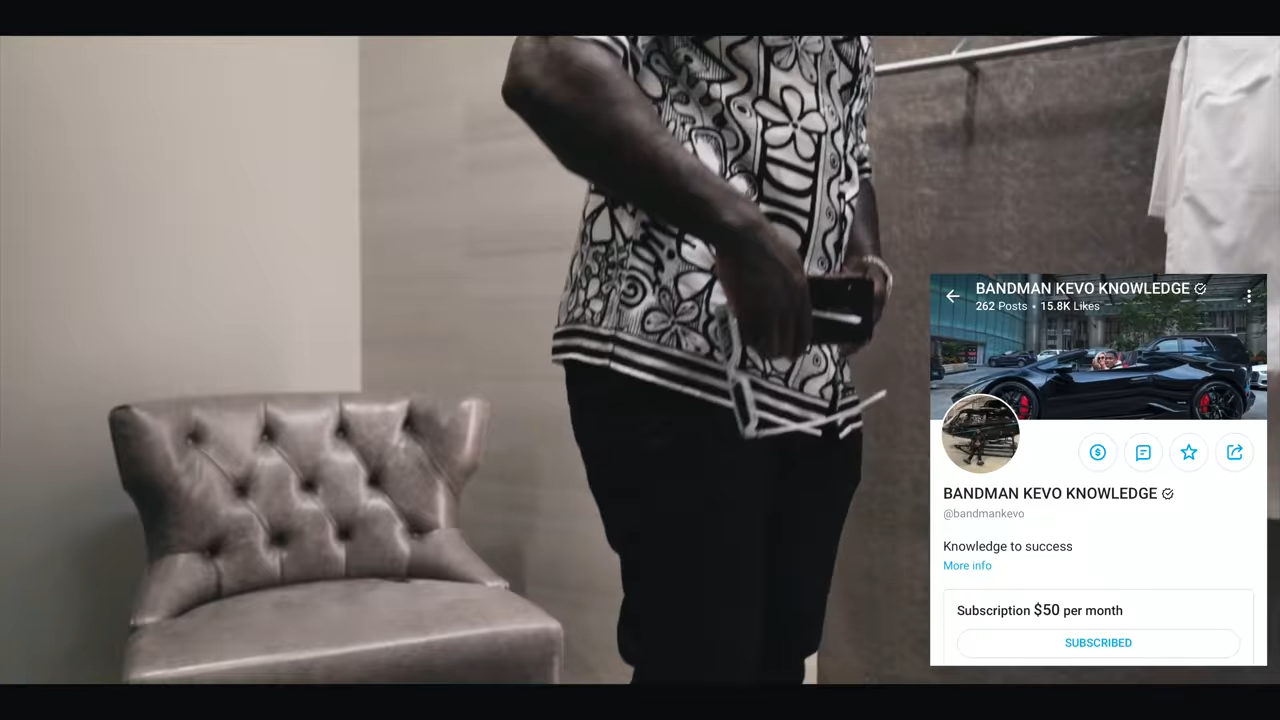 BANDMAN KEVO KNOWLEDGE
262 Posts • 15.8K Likes
BANDMAN KEVO KNOWLEDGE
@bandmankevo
Knowledge to success
More info
Subscription $50 per month
SUBSCRIBED